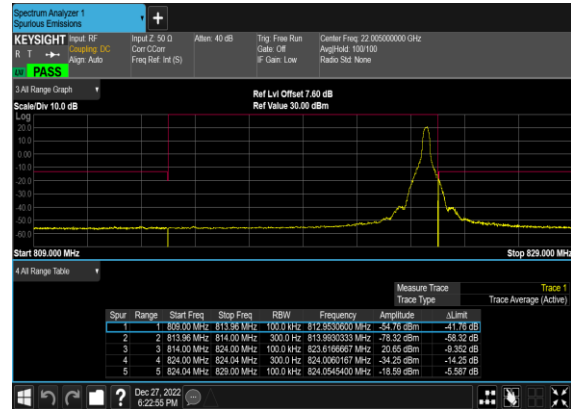 Spectrum Analyzer 1
Spurious Emissions
KEYSIGHT Input: RF Input Z: 50 Ω Atten: 40 dB Trig: Free Run Center Freq: 22.005000000 GHz
R T Coupling: DC Corr CCorr Gate: Off Avg|Hold: 100/100
Align: Auto Freq Ref: Int (S) IF Gain: Low Radio Std: None
LXI PASS
3 All Range Graph
Ref Lvl Offset 7.60 dB
Scale/Div 10.0 dB Ref Value 30.00 dBm
Log
20.0
10.0
0.00
-10.0
-20.0
-30.0
-40.0
-50.0
-60.0
Start 809.000 MHz Stop 829.000 MHz
4 All Range Table
Measure Trace Trace 1
Trace Type Trace Average (Active)
Spur Range Start Freq Stop Freq RBW Frequency Amplitude ΔLimit
1 1 809.00 MHz 813.96 MHz 100.0 kHz 812.9530600 MHz -54.76 dBm -41.76 dB
2 2 813.96 MHz 814.00 MHz 300.0 Hz 813.9930333 MHz -78.32 dBm -58.32 dB
3 3 814.00 MHz 824.00 MHz 100.0 kHz 823.6166667 MHz 20.65 dBm -9.352 dB
4 4 824.00 MHz 824.04 MHz 300.0 Hz 824.0060167 MHz -34.25 dBm -14.25 dB
5 5 824.04 MHz 829.00 MHz 100.0 kHz 824.0545400 MHz -18.59 dBm -5.587 dB
Dec 27, 2022
6:22:55 PM